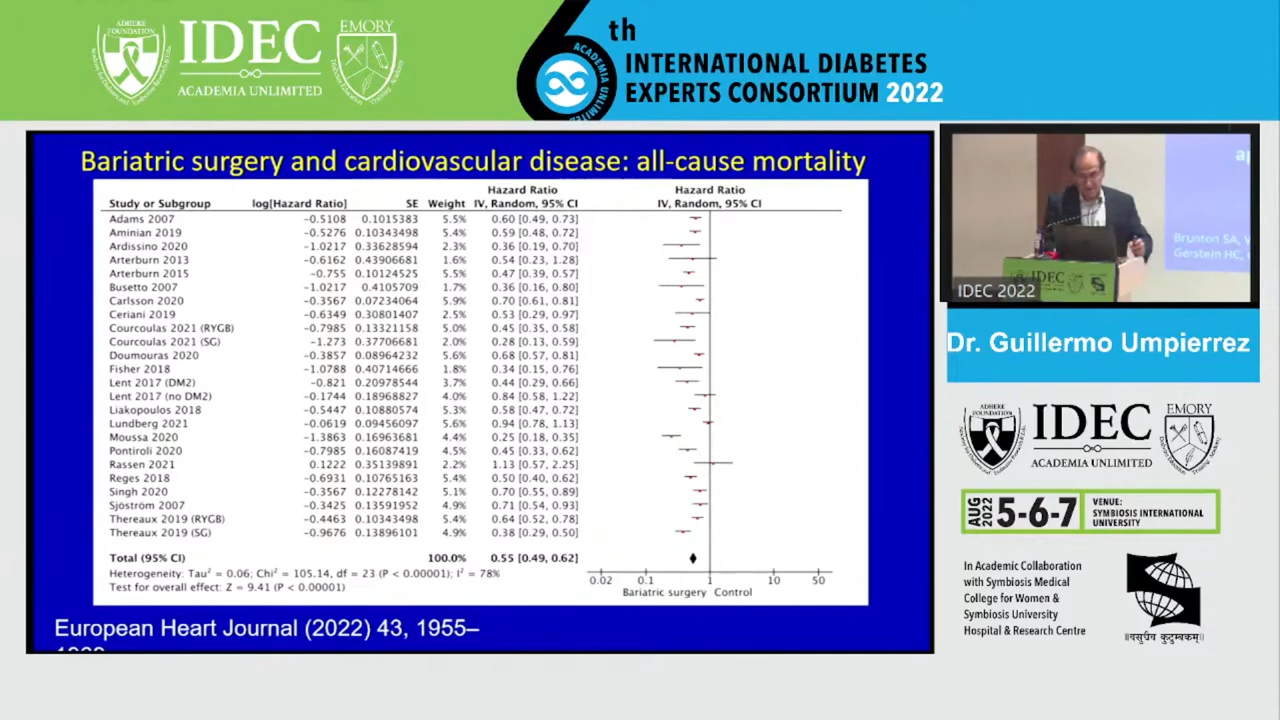 ADHERE
FOUNDATION
IDEC
ACADEMIA UNLIMITED
EMORY
6th
ACADEMIA UNLIMITED
INTERNATIONAL DIABETES
EXPERTS CONSORTIUM 2022
Bariatric surgery and cardiovascular disease: all-cause mortality
Hazard Ratio Hazard Ratio
Study or Subgroup log[Hazard Ratio] SE Weight IV, Random, 95% CI IV, Random, 95% CI
Adams 2007 -0.5108 0.1015383 5.5% 0.60 [0.49, 0.73]
Aminian 2019 -0.5276 0.10343498 5.4% 0.59 [0.48, 0.72]
Ardissino 2020 -1.0217 0.33628594 2.3% 0.36 [0.19, 0.70]
Arterburn 2013 -0.6162 0.43906681 1.6% 0.54 [0.23, 1.28]
Arterburn 2015 -0.755 0.10124525 5.5% 0.47 [0.39, 0.57]
Busetto 2007 -1.0217 0.4105709 1.7% 0.36 [0.16, 0.80]
Carlsson 2020 -0.3567 0.07234064 5.9% 0.70 [0.61, 0.81]
Ceriani 2019 -0.6349 0.30801407 2.5% 0.53 [0.29, 0.97]
Courcoulas 2021 (RYGB) -0.7985 0.13321158 5.0% 0.45 [0.35, 0.58]
Courcoulas 2021 (SG) -1.273 0.37706681 2.0% 0.28 [0.13, 0.59]
Doumouras 2020 -0.3857 0.08964232 5.6% 0.68 [0.57, 0.81]
Fisher 2018 -1.0788 0.40714666 1.8% 0.34 [0.15, 0.76]
Lent 2017 (DM2) -0.821 0.20978544 3.7% 0.44 [0.29, 0.66]
Lent 2017 (no DM2) -0.1744 0.18968827 4.0% 0.84 [0.58, 1.22]
Liakopoulos 2018 -0.5447 0.10880574 5.3% 0.58 [0.47, 0.72]
Lundberg 2021 -0.0619 0.09456097 5.6% 0.94 [0.78, 1.13]
Moussa 2020 -1.3863 0.16963681 4.4% 0.25 [0.18, 0.35]
Pontiroli 2020 -0.7985 0.16087419 4.5% 0.45 [0.33, 0.62]
Rassen 2021 0.1222 0.35139891 2.2% 1.13 [0.57, 2.25]
Reges 2018 -0.6931 0.10765163 5.4% 0.50 [0.40, 0.62]
Singh 2020 -0.3567 0.12278142 5.1% 0.70 [0.55, 0.89]
Sjöström 2007 -0.3425 0.13591952 4.9% 0.71 [0.54, 0.93]
Thereaux 2019 (RYGB) -0.4463 0.10343498 5.4% 0.64 [0.52, 0.78]
Thereaux 2019 (SG) -0.9676 0.13896101 4.9% 0.38 [0.29, 0.50]
Total (95% CI) 100.0% 0.55 [0.49, 0.62]
Heterogeneity: Tau² = 0.06; Chi² = 105.14, df = 23 (P < 0.00001); I² = 78%
Test for overall effect: Z = 9.41 (P < 0.00001)
0.02 0.1 1 10 50
Bariatric surgery Control
European Heart Journal (2022) 43, 1955–
Brunton SA,
Gerstein HC,
IDEC
IDEC 2022
Dr. Guillermo Umpierrez
ADHERE
FOUNDATION
IDEC
ACADEMIA UNLIMITED
EMORY
AUG
2022
5-6-7
VENUE:
SYMBIOSIS INTERNATIONAL
UNIVERSITY
In Academic Collaboration
with Symbiosis Medical
College for Women &
Symbiosis University
Hospital & Research Centre
॥वसुधैव कुटुम्बकम्॥